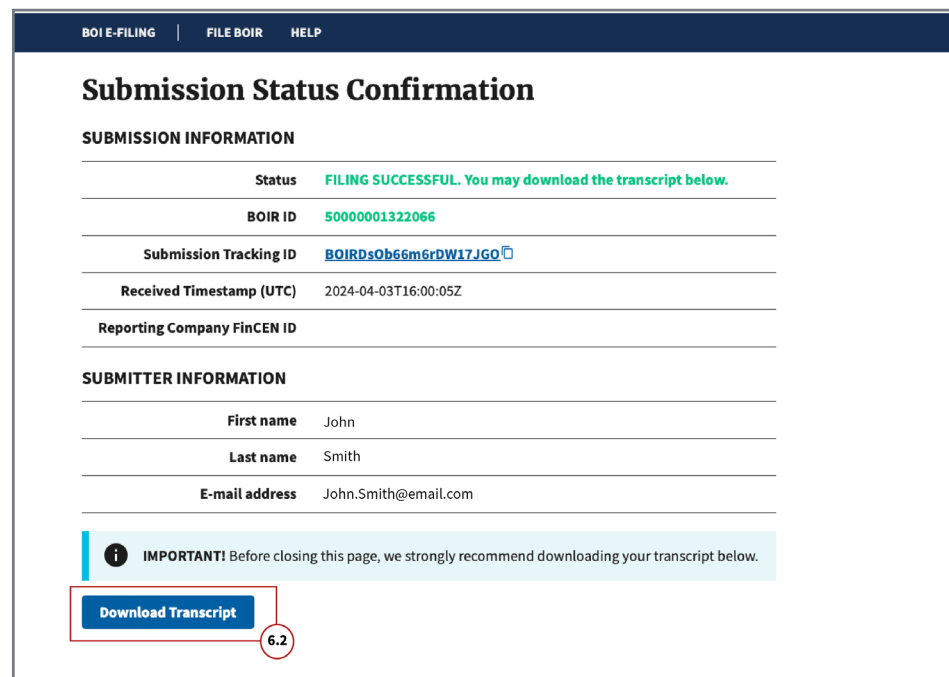 BOI E-FILING FILE BOIR HELP
Submission Status Confirmation
SUBMISSION INFORMATION
Status FILING SUCCESSFUL. You may download the transcript below.
BOIR ID 50000001322066
Submission Tracking ID BOIRDsOb66m6rDW17JGO
Received Timestamp (UTC) 2024-04-03T16:00:05Z
Reporting Company FinCEN ID
SUBMITTER INFORMATION
First name John
Last name Smith
E-mail address John.Smith@email.com
IMPORTANT! Before closing this page, we strongly recommend downloading your transcript below.
Download Transcript
6.2